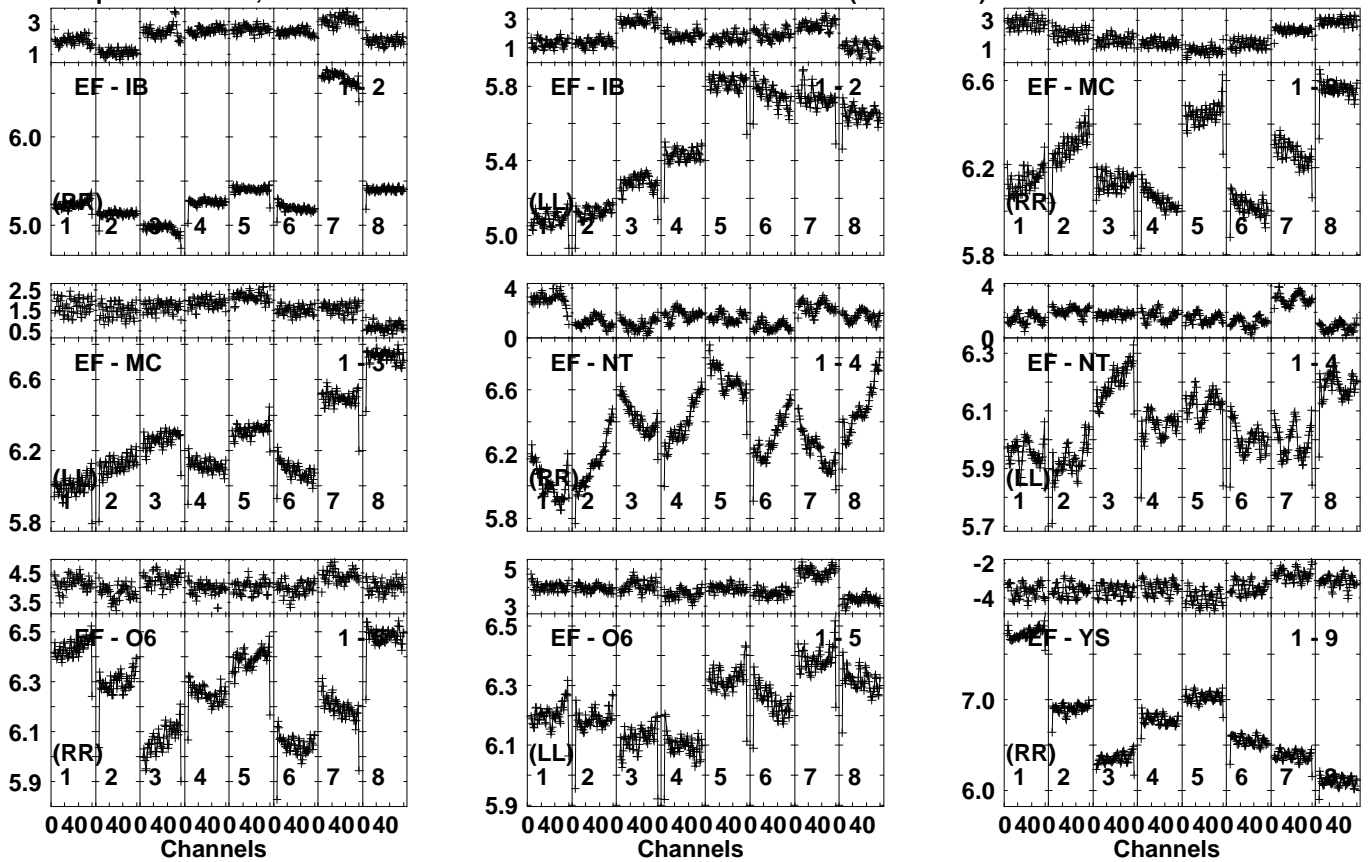 3
1
EF - IB 2
6.0
5.0
(RR)
1 2 3 4 5 6 7 8
3
1
EF - IB 1 - 2
5.8
5.4
5.0
(LL)
1 2 3 4 5 6 7 8
3
1
EF - MC 1 -
6.6
6.2
5.8
(RR)
1 2 3 4 5 6 7 8
2.5
1.5
0.5
EF - MC 1 - 3
6.6
6.2
5.8
(LL)
1 2 3 4 5 6 7 8
4
0
EF - NT 1 - 4
6.6
6.2
5.8
(RR)
1 2 3 4 5 6 7 8
4
0
EF - NT 1 - 4
6.3
6.1
5.9
5.7
(LL)
1 2 3 4 5 6 7 8
4.5
3.5
EF - O6 1 -
6.5
6.3
6.1
5.9
(RR)
1 2 3 4 5 6 7 8
0 40 0 40 0 40 0 40 0 40 0 40 0 40 0 40
Channels
5
3
EF - O6 1 - 5
6.5
6.3
6.1
5.9
(LL)
1 2 3 4 5 6 7 8
0 40 0 40 0 40 0 40 0 40 0 40 0 40 0 40
Channels
-2
-4
EF - YS 1 - 9
7.0
6.0
(RR)
1 2 3 4 5 6 7 8
0 40 0 40 0 40 0 40 0 40 0 40 0 40 0 40
Channels